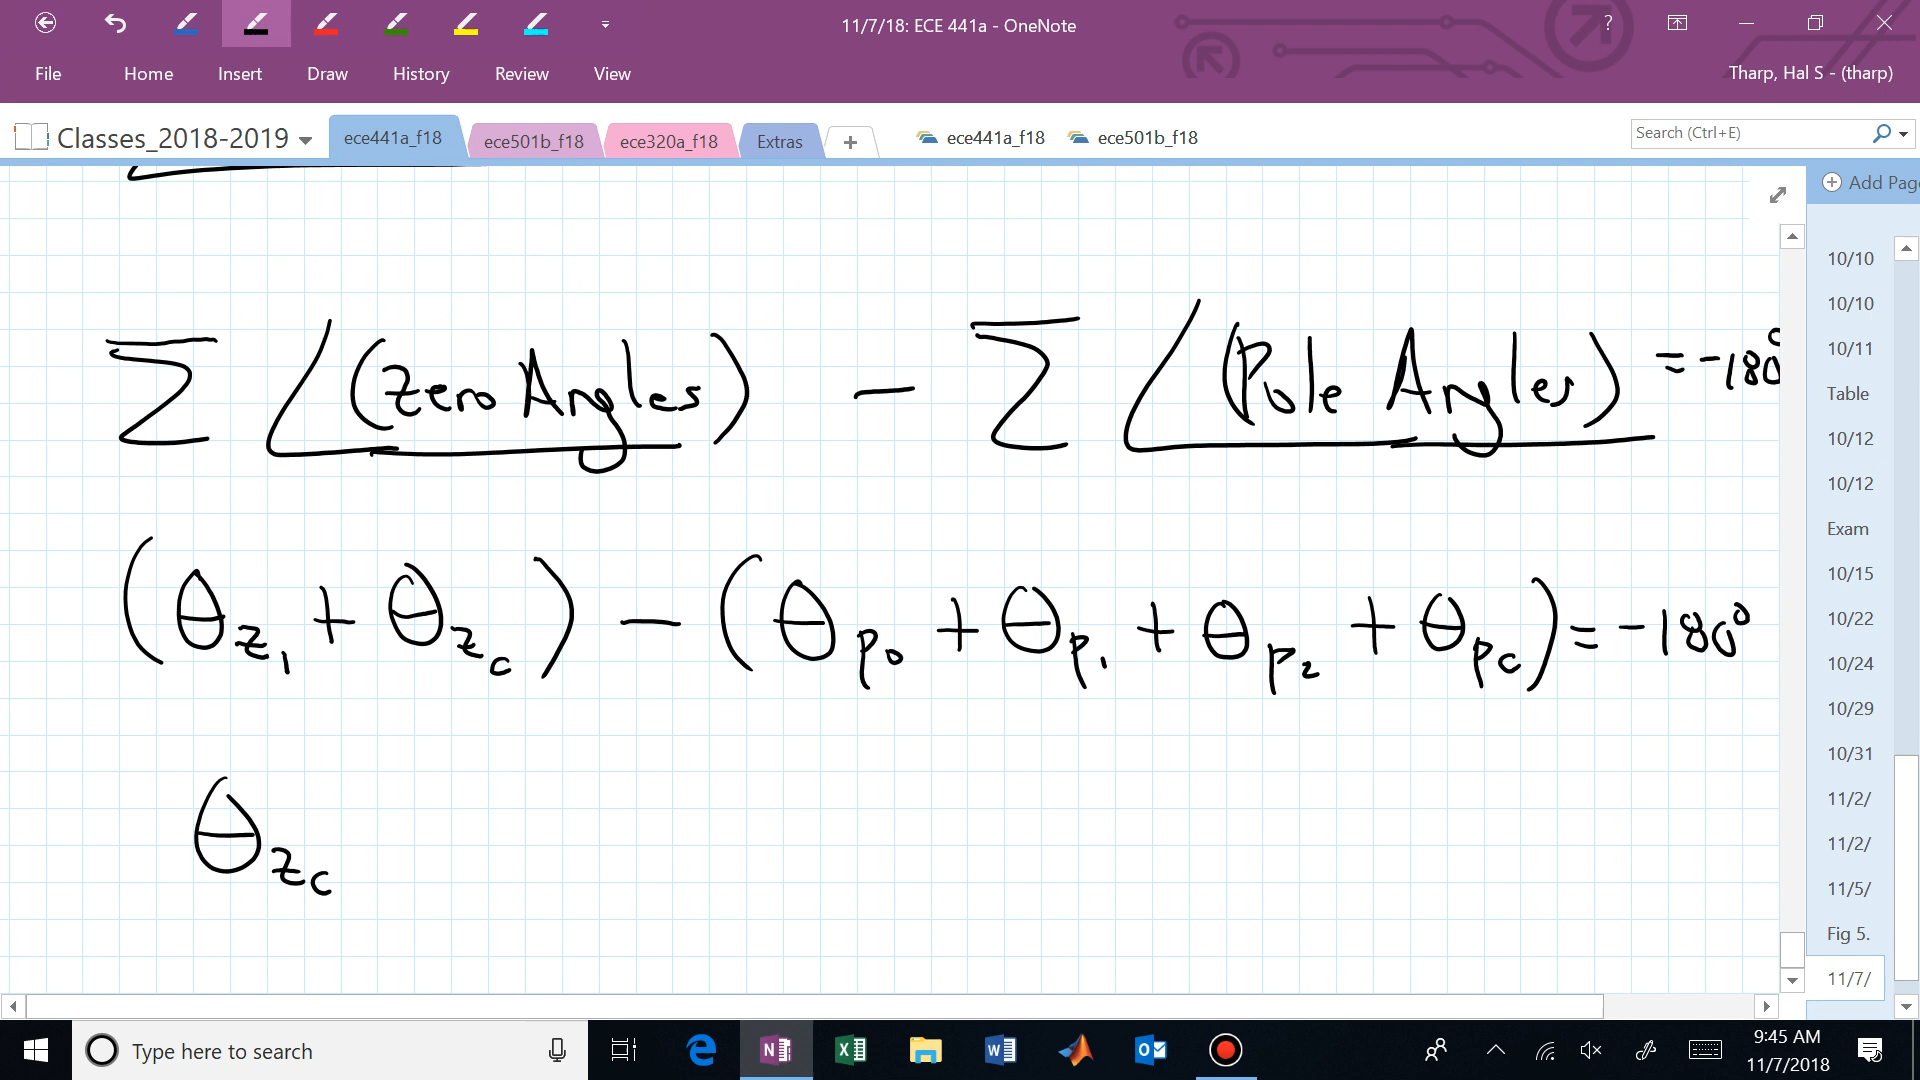 11/7/18: ECE 441a - OneNote
?
File Home Insert Draw History Review View
Tharp, Hal S - (tharp)
Classes_2018-2019 ece441a_f18 ece501b_f18 ece320a_f18 Extras + ece441a_f18 ece501b_f18
Search (Ctrl+E)
Add Page
10/10
10/10
10/11
Table
10/12
10/12
Exam
10/15
10/22
10/24
10/29
10/31
11/2/
11/2/
11/5/
Fig 5.
11/7/
Σ ∠(Zero Angles) − Σ ∠(Pole Angles) = -180°
(θz₁ + θzc) − (θp₀ + θp₁ + θp₂ + θpc) = -180°
θzc
Type here to search
9:45 AM
11/7/2018